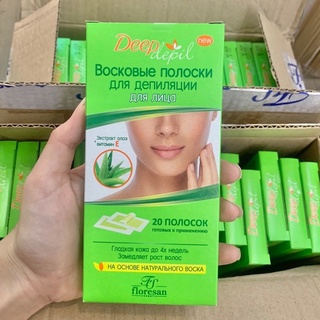 Deep
depil
new
Восковые полоски
для депиляции
для лица
Экстракт алоэ
+ витамин Е
20 ПОЛОСОК
готовых к применению
Гладкая кожа до 4х недель
Замедляет рост волос
НА ОСНОВЕ НАТУРАЛЬНОГО ВОСКА
floresan